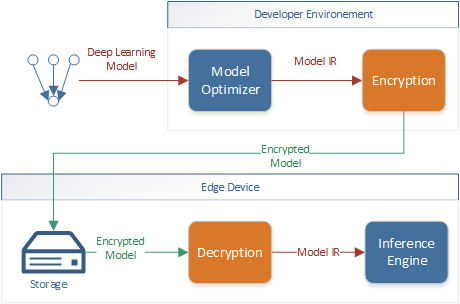 Developer Environement
Deep Learning
Model
Model
Optimizer
Model IR
Encryption
Encrypted
Model
Edge Device
Storage
Encrypted
Model
Decryption
Model IR
Inference
Engine